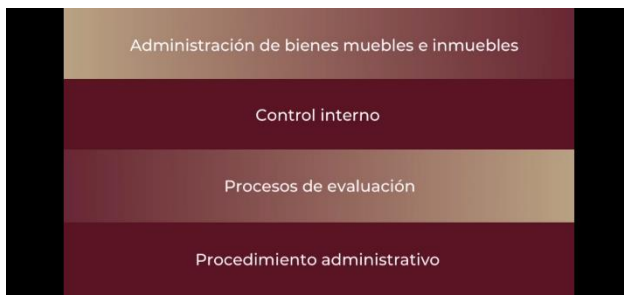 Administración de bienes muebles e inmuebles
Control interno
Procesos de evaluación
Procedimiento administrativo